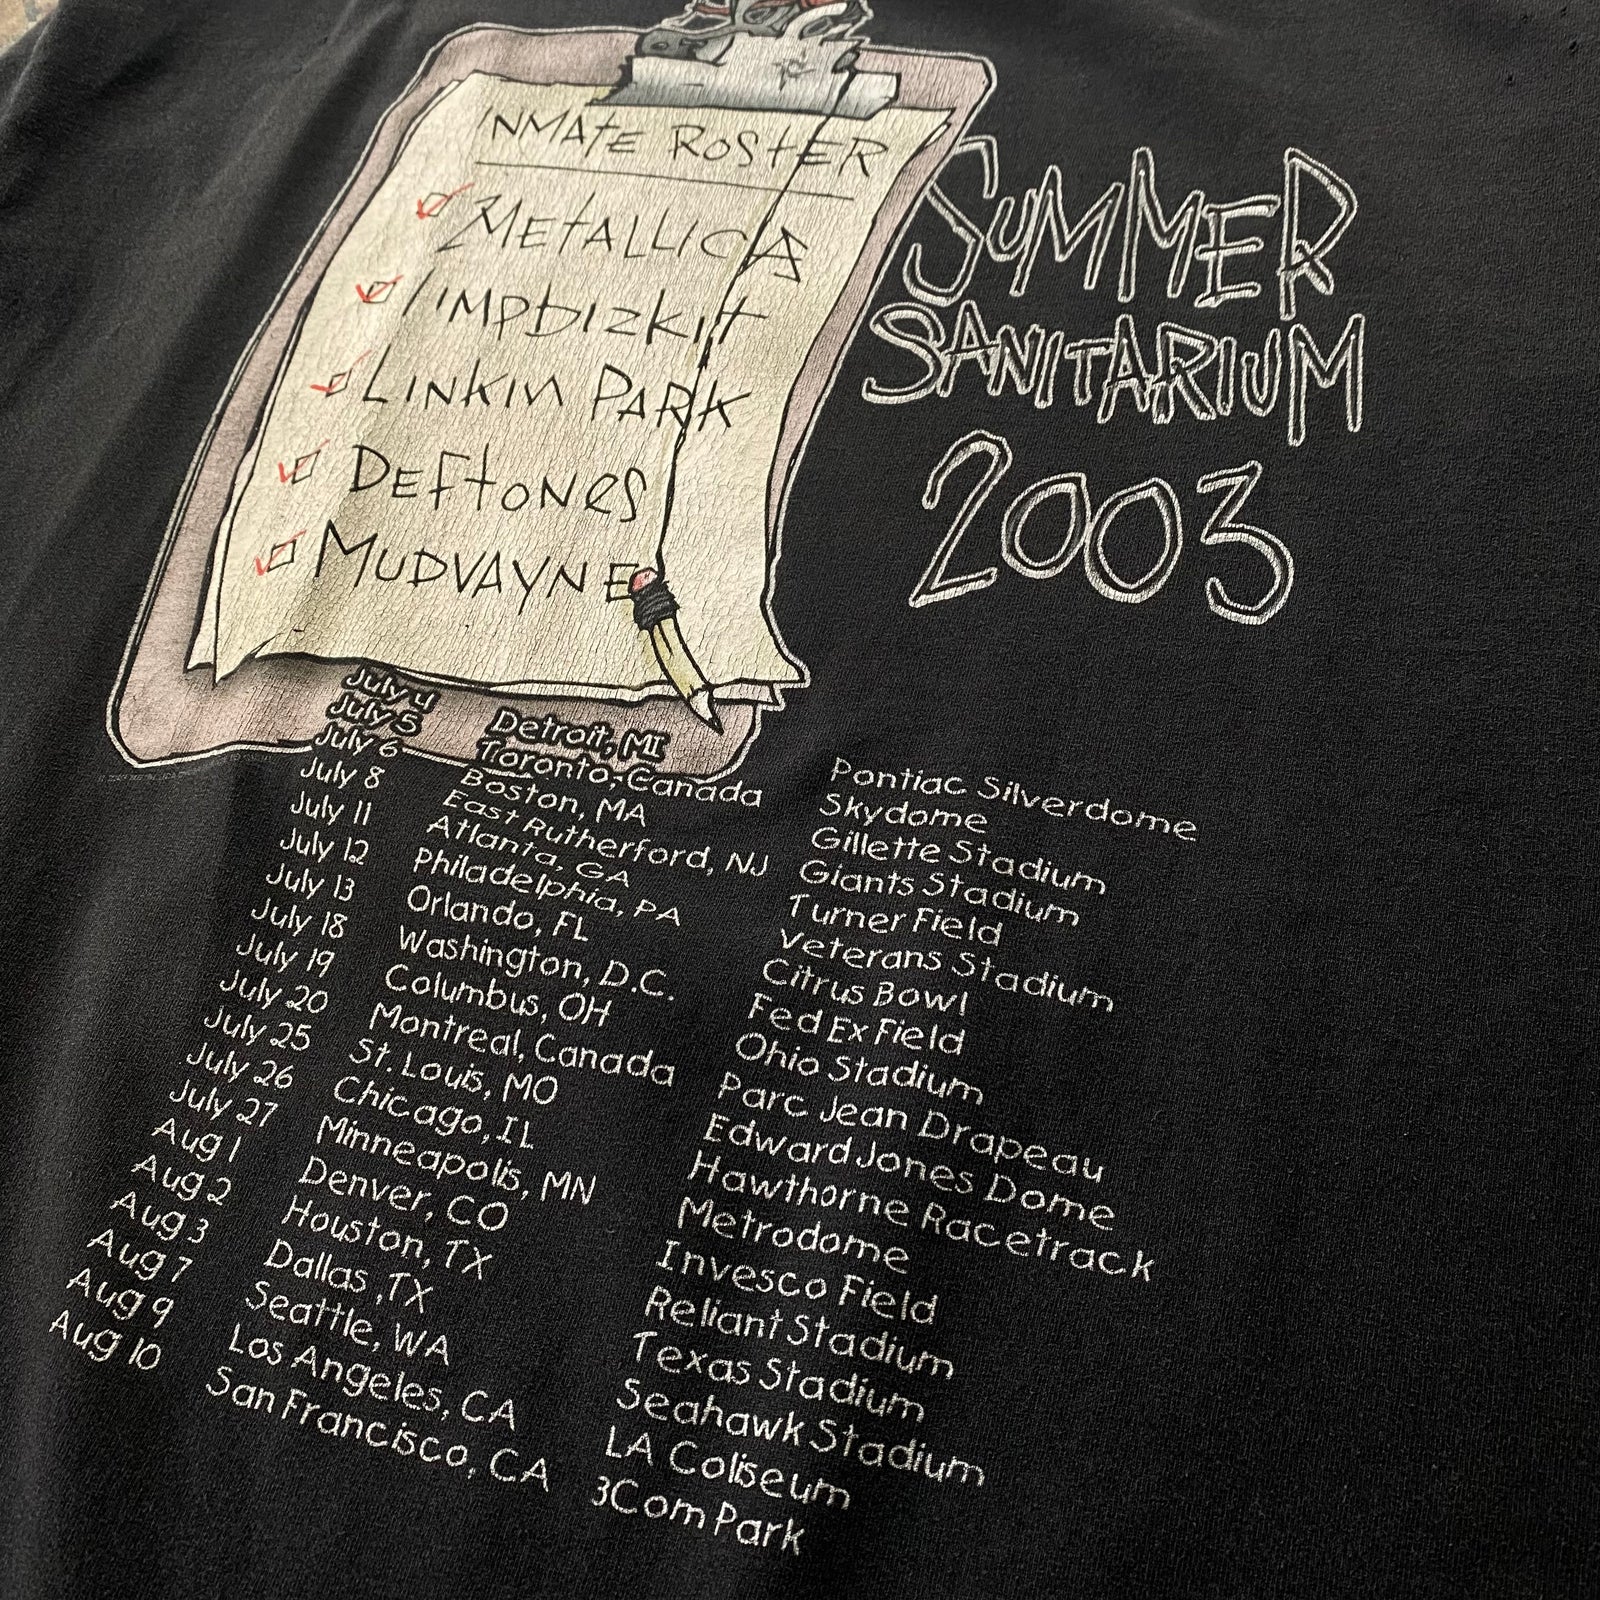 INMATE ROSTER
METALLICA
limpbizkit
LINKIN PARK
DEFTONES
MUDVAYNE
SUMMER
SANITARIUM
2003
July 4 Detroit, MI Pontiac Silverdome
July 5 Toronto, Canada Skydome
July 6 Boston, MA Gillette Stadium
July 8 East Rutherford, NJ Giants Stadium
July 11 Atlanta, GA Turner Field
July 12 Philadelphia, PA Veterans Stadium
July 13 Orlando, FL Citrus Bowl
July 18 Washington, D.C. Fed Ex Field
July 19 Columbus, OH Ohio Stadium
July 20 Montreal, Canada Parc Jean Drapeau
July 25 St. Louis, MO Edward Jones Dome
July 26 Chicago, IL Hawthorne Racetrack
July 27 Minneapolis, MN Metrodome
Aug 1 Denver, CO Invesco Field
Aug 2 Houston, TX Reliant Stadium
Aug 3 Dallas ,TX Texas Stadium
Aug 7 Seattle, WA Seahawk Stadium
Aug 9 Los Angeles, CA LA Coliseum
Aug 10 San Francisco, CA 3Com Park